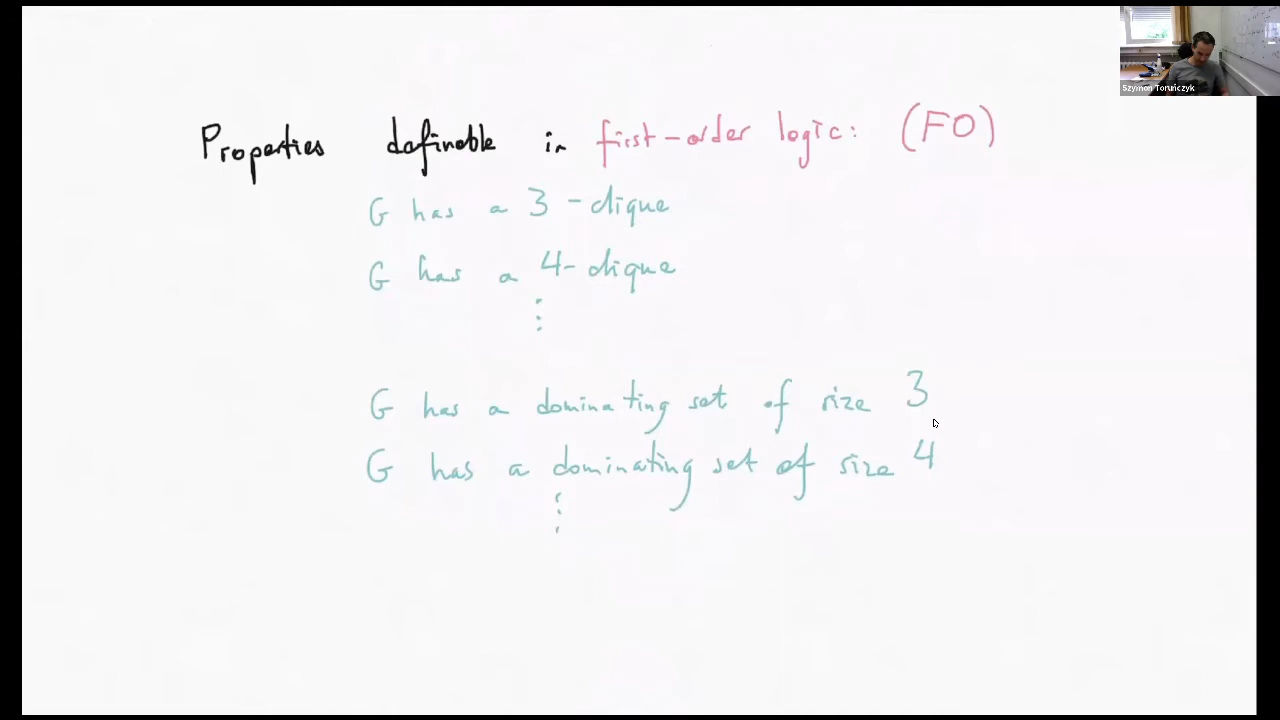 Szymon Toruńczyk
Properties definable in first-order logic: (FO)
G has a 3-clique
G has a 4-clique
⋮
G has a dominating set of size 3
G has a dominating set of size 4
⋮